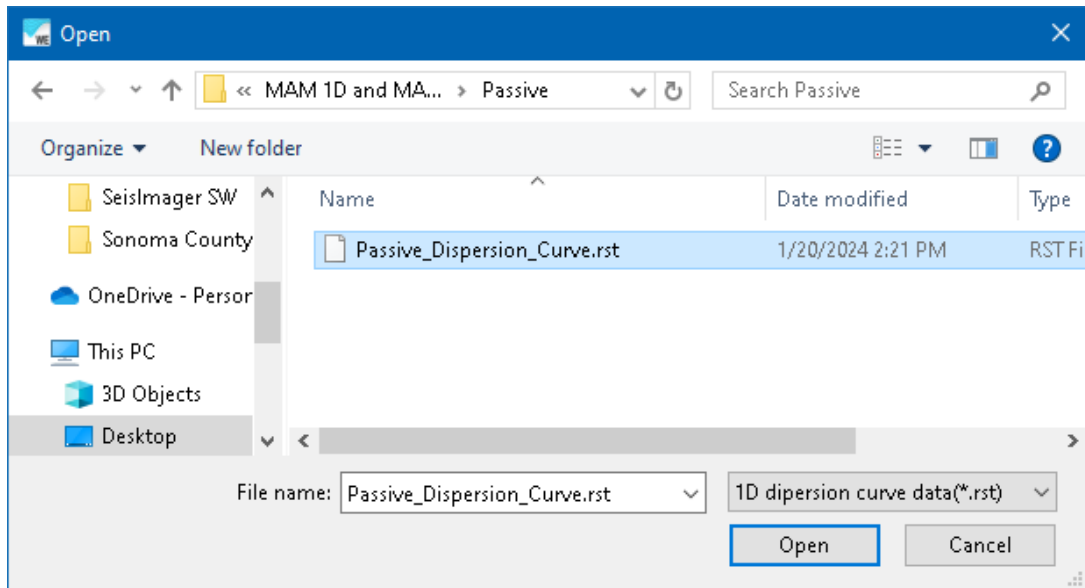 WE Open
« MAM 1D and MA... > Passive Search Passive
Organize New folder
SeisImager SW
Sonoma County
OneDrive - Person
This PC
3D Objects
Desktop
Name Date modified Type
Passive_Dispersion_Curve.rst 1/20/2024 2:21 PM RST Fi
File name: Passive_Dispersion_Curve.rst 1D dipersion curve data(*.rst)
Open Cancel